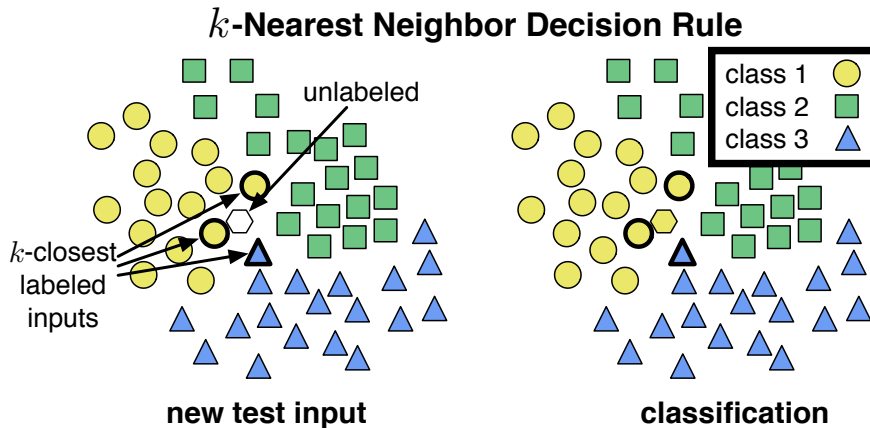 k-Nearest Neighbor Decision Rule
unlabeled
class 1
class 2
class 3
k-closest
labeled
inputs
new test input
classification